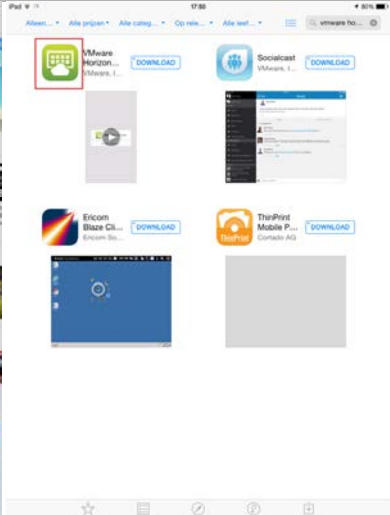 iPad
17:50
80%
Alleen... Alle prijzen Alle categ... Op rele... Alle leef...
vmware ho...
VMware Horizon...
VMware, I...
DOWNLOAD
Socialcast
VMware, I...
DOWNLOAD
Ericom Blaze Cli...
Ericom So...
DOWNLOAD
ThinPrint Mobile P...
Cortado AG
DOWNLOAD
ThinPrint